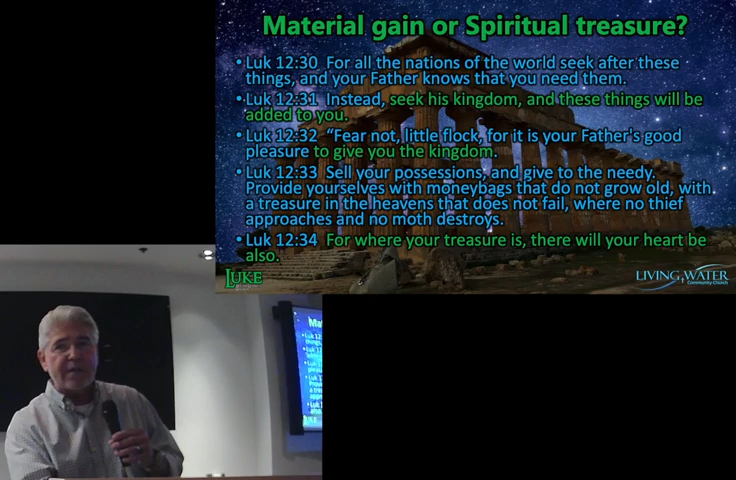 Material gain or Spiritual treasure?
• Luk 12:30 For all the nations of the world seek after these
things, and your Father knows that you need them.
• Luk 12:31 Instead, seek his kingdom, and these things will be
added to you.
• Luk 12:32 “Fear not, little flock, for it is your Father's good
pleasure to give you the kingdom.
• Luk 12:33 Sell your possessions, and give to the needy.
Provide yourselves with moneybags that do not grow old, with
a treasure in the heavens that does not fail, where no thief
approaches and no moth destroys.
• Luk 12:34 For where your treasure is, there will your heart be
also.
LUKE
LIVING WATER
Community Church